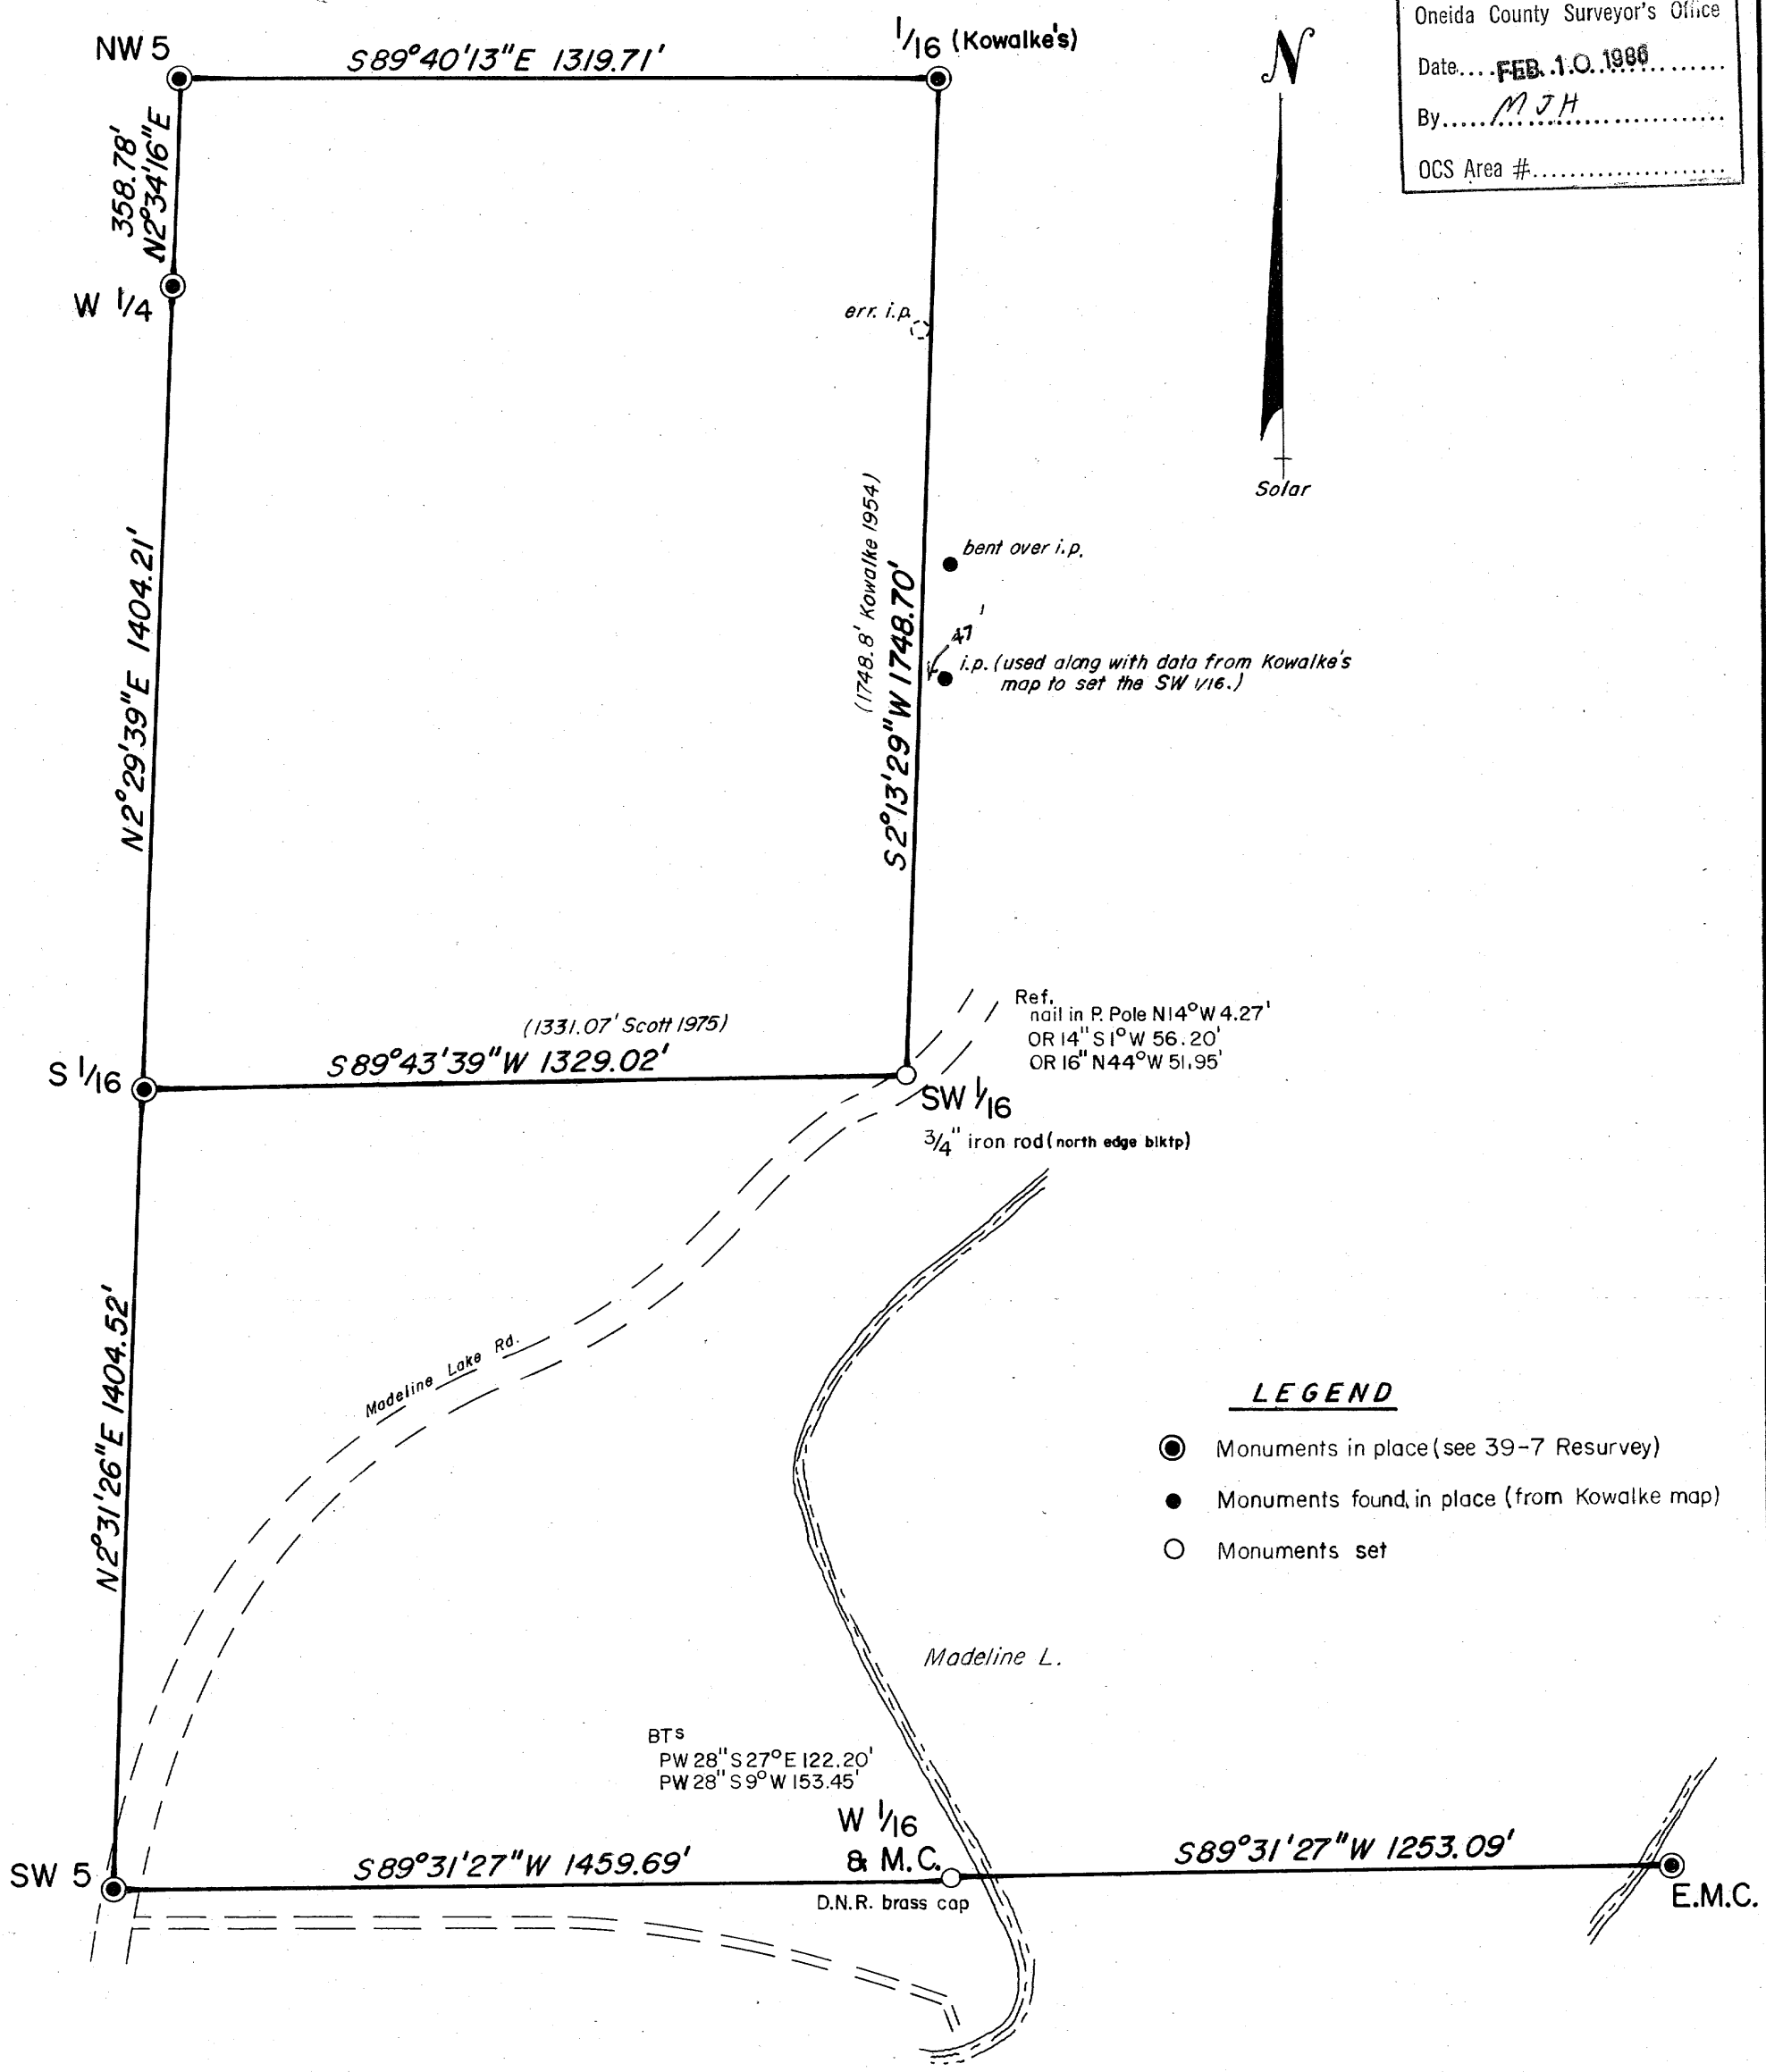 Oneida County Surveyor's Office
Date.... FEB. 10. 1986
By..... MJH
OCS Area #
NW 5
S89°40'13"E 1319.71'
1/16 (Kowalke's)
N
358.78'
N2°34'16"E
W 1/4
err. i.p.
Solar
(1748.8' Kowalke 1954)
S2°13'29"W 1748.70'
bent over i.p.
47'
i.p. (used along with data from Kowalke's
map to set the SW 1/16.)
N2°29'39"E 1404.21'
Ref.
nail in P. Pole N14°W 4.27'
OR 14" S1°W 56.20'
OR 16" N44°W 51.95'
(1331.07' Scott 1975)
S89°43'39"W 1329.02'
S 1/16
SW 1/16
3/4" iron rod (north edge blktp)
N2°31'26"E 1404.52'
Madeline Lake Rd.
LEGEND
Monuments in place (see 39-7 Resurvey)
Monuments found, in place (from Kowalke map)
Monuments set
Madeline L.
BTs
PW 28" S27°E 122.20'
PW 28" S9°W 153.45'
W 1/16
& M.C.
D.N.R. brass cap
SW 5
S89°31'27"W 1459.69'
S89°31'27"W 1253.09'
E.M.C.